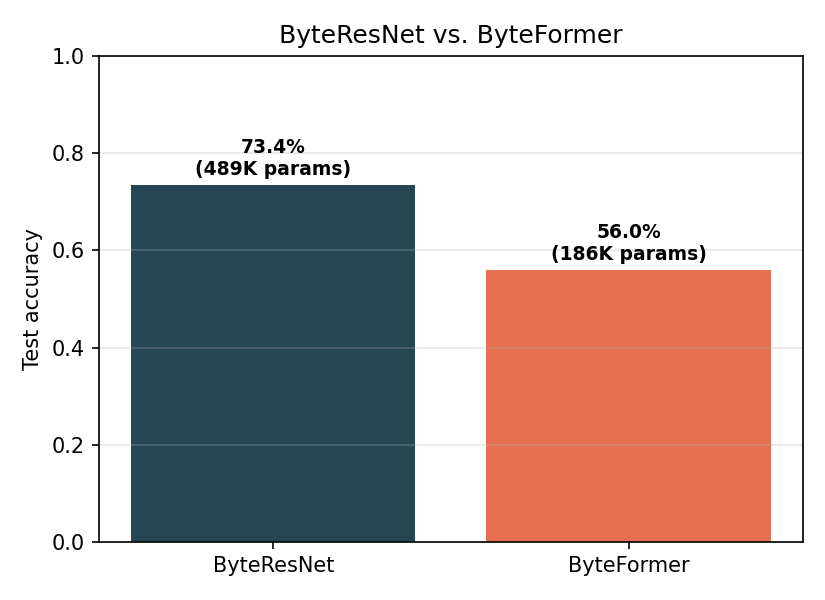 ByteResNet vs. ByteFormer
1.0
0.8
0.6
0.4
0.2
0.0
Test accuracy
73.4%
(489K params)
56.0%
(186K params)
ByteResNet
ByteFormer